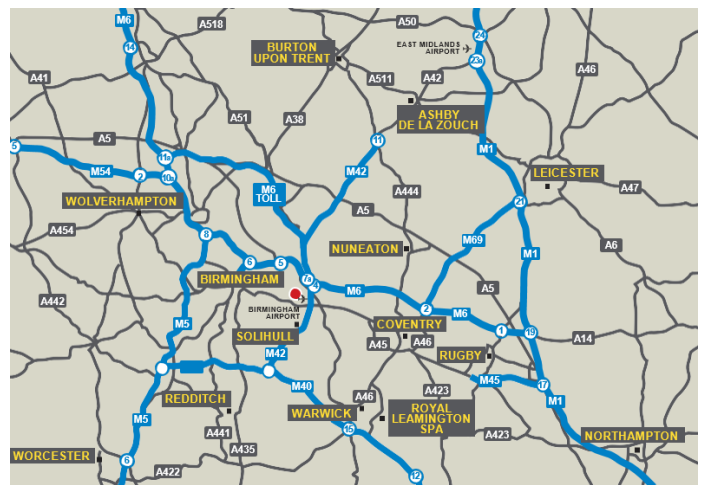 M6
A518
A50
24
EAST MIDLANDS
AIRPORT
14
BURTON
UPON TRENT
23a
A46
A41
A511
A42
ASHBY
DE LA ZOUCH
A51
A38
A5
11
M1
5
11a
M54
2
10a
M42
LEICESTER
M6
TOLL
A444
A47
WOLVERHAMPTON
21
A5
A454
8
NUNEATON
M69
M1
A6
6
5
BIRMINGHAM
7a
4
M6
A5
A442
BIRMINGHAM
AIRPORT
2
M6
M5
COVENTRY
1
19
SOLIHULL
A45
A46
A14
M42
RUGBY
M45
17
M40
A46
A423
M1
REDDITCH
WARWICK
ROYAL
LEAMINGTON
SPA
M5
A441
15
A423
NORTHAMPTON
A435
WORCESTER
6
A422
12